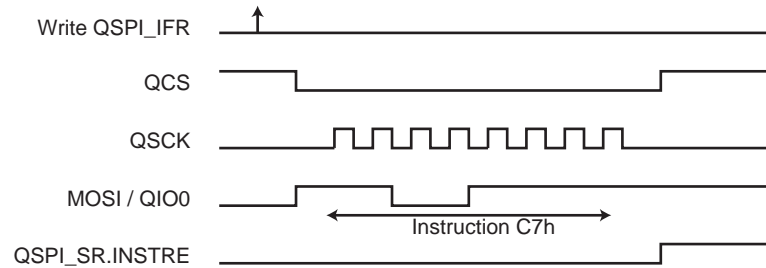 Write QSPI_IFR
QCS
QSCK
MOSI / QIO0
Instruction C7h
QSPI_SR.INSTRE